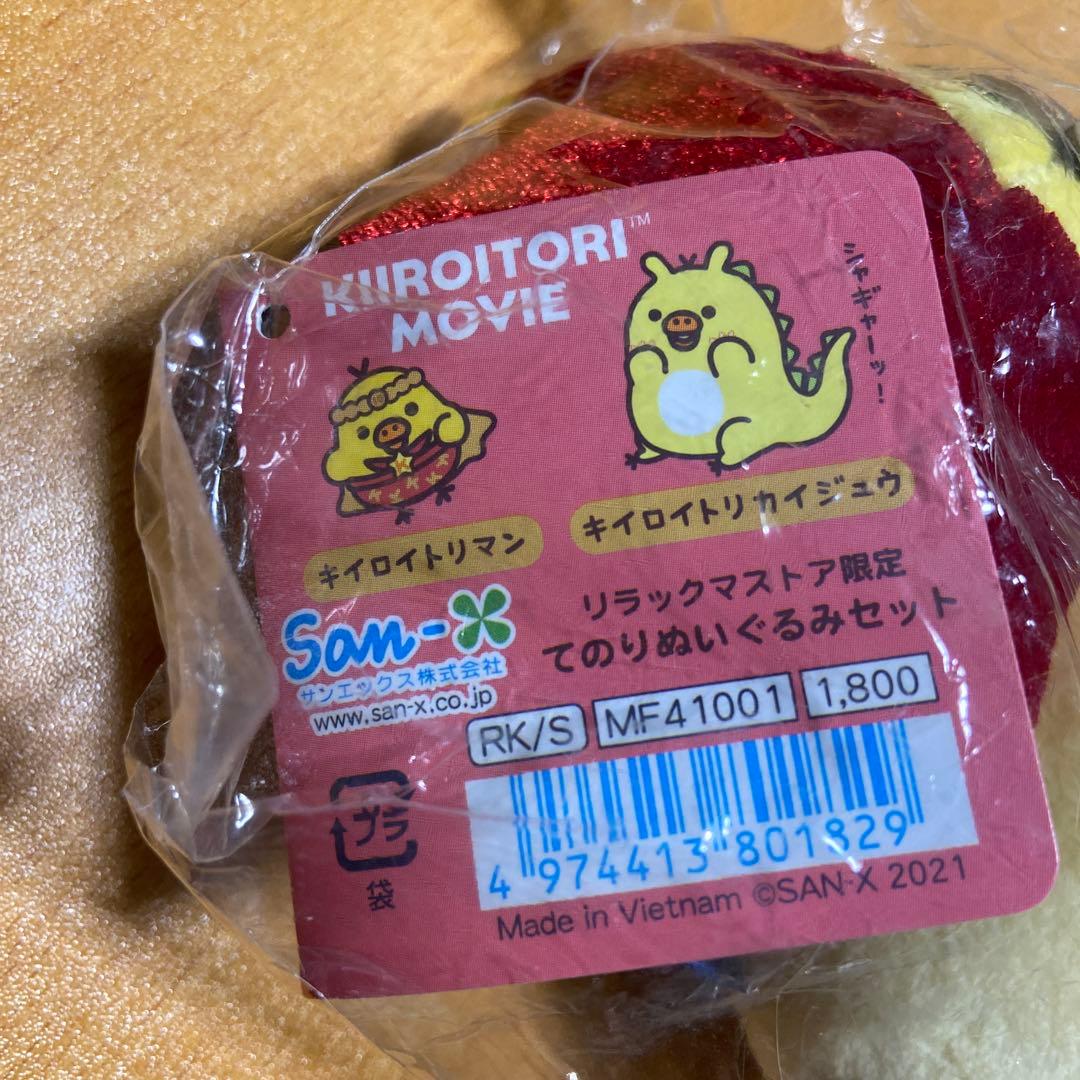 KIIROITORI™
MOVIE
シャギャーッ!
キイロイトリマン
キイロイトリカイジュウ
リラックマストア限定
てのりぬいぐるみセット
San-X
サンエックス株式会社
www.san-x.co.jp
RK/S MF41001 1,800
プラ
袋
4 974413 801829
Made in Vietnam ©SAN-X 2021